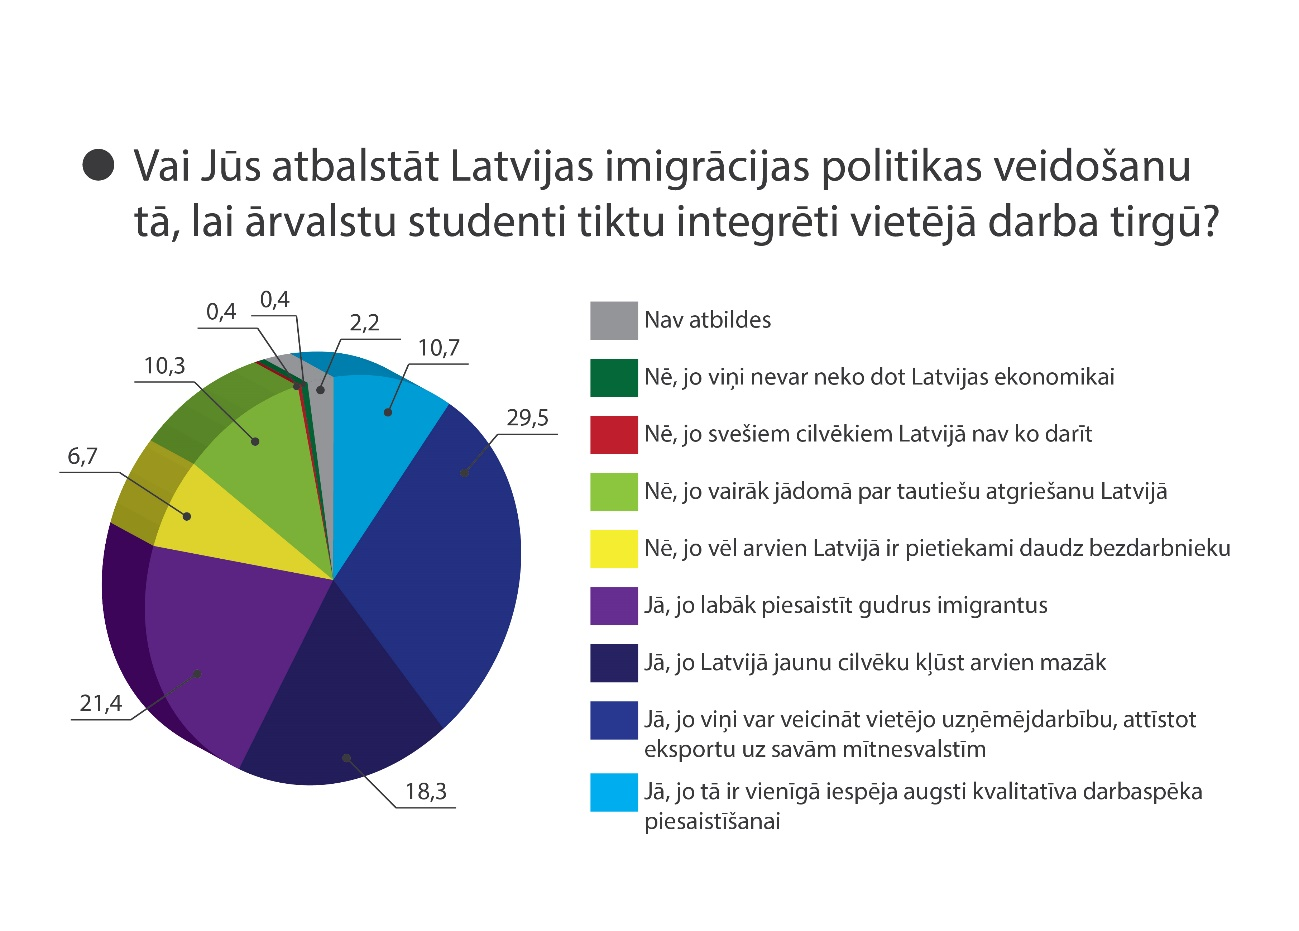 Vai Jūs atbalstāt Latvijas imigrācijas politikas veidošanu
tā, lai ārvalstu studenti tiktu integrēti vietējā darba tirgū?
0,4
0,4
2,2
10,7
10,3
29,5
6,7
21,4
18,3
Nav atbildes
Nē, jo viņi nevar neko dot Latvijas ekonomikai
Nē, jo svešiem cilvēkiem Latvijā nav ko darīt
Nē, jo vairāk jādomā par tautiešu atgriešanu Latvijā
Nē, jo vēl arvien Latvijā ir pietiekami daudz bezdarbnieku
Jā, jo labāk piesaistīt gudrus imigrantus
Jā, jo Latvijā jaunu cilvēku kļūst arvien mazāk
Jā, jo viņi var veicināt vietējo uzņēmējdarbību, attīstot
eksportu uz savām mītnesvalstīm
Jā, jo tā ir vienīgā iespēja augsti kvalitatīva darbaspēka
piesaistīšanai